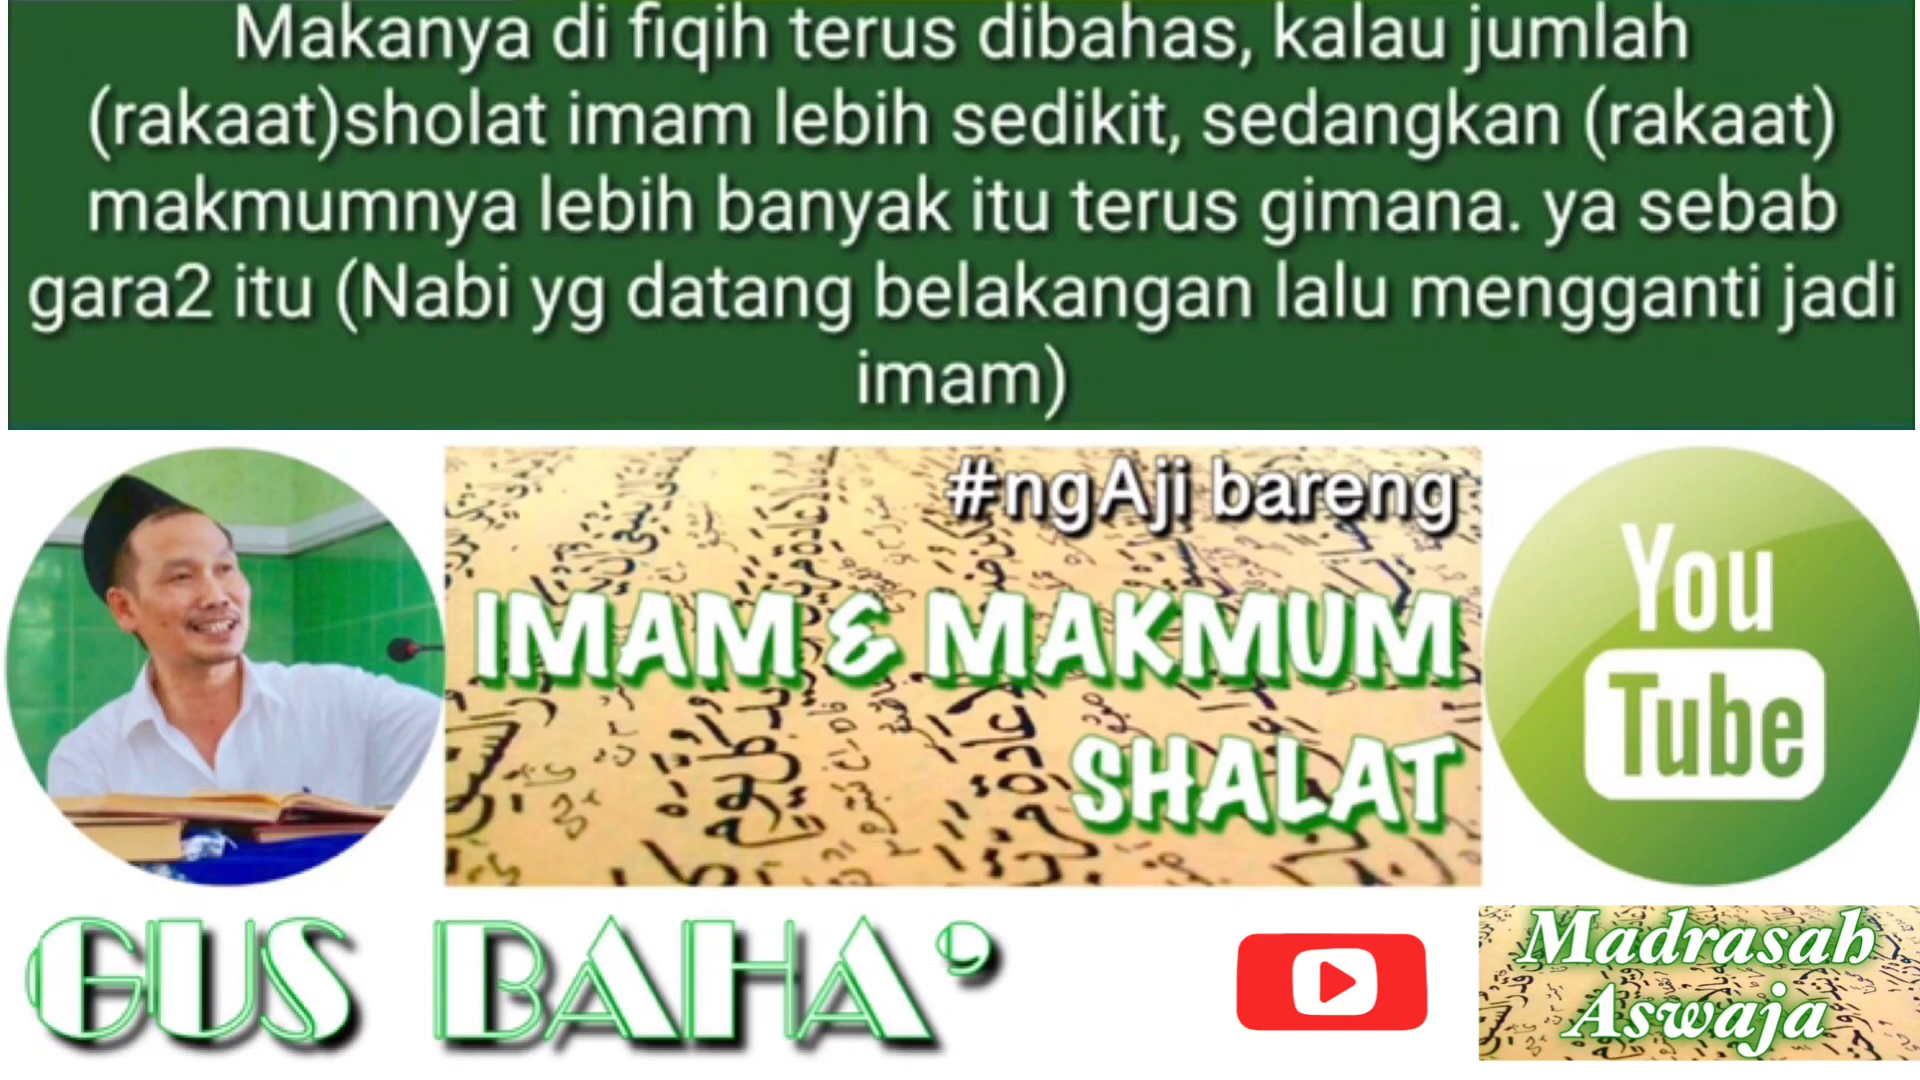 Makanya di fiqih terus dibahas, kalau jumlah
(rakaat)sholat imam lebih sedikit, sedangkan (rakaat)
makmumnya lebih banyak itu terus gimana. ya sebab
gara2 itu (Nabi yg datang belakangan lalu mengganti jadi
imam)
#ngAji bareng
IMAM & MAKMUM
SHALAT
You
Tube
GUS BAHA'
Madrasah
Aswaja